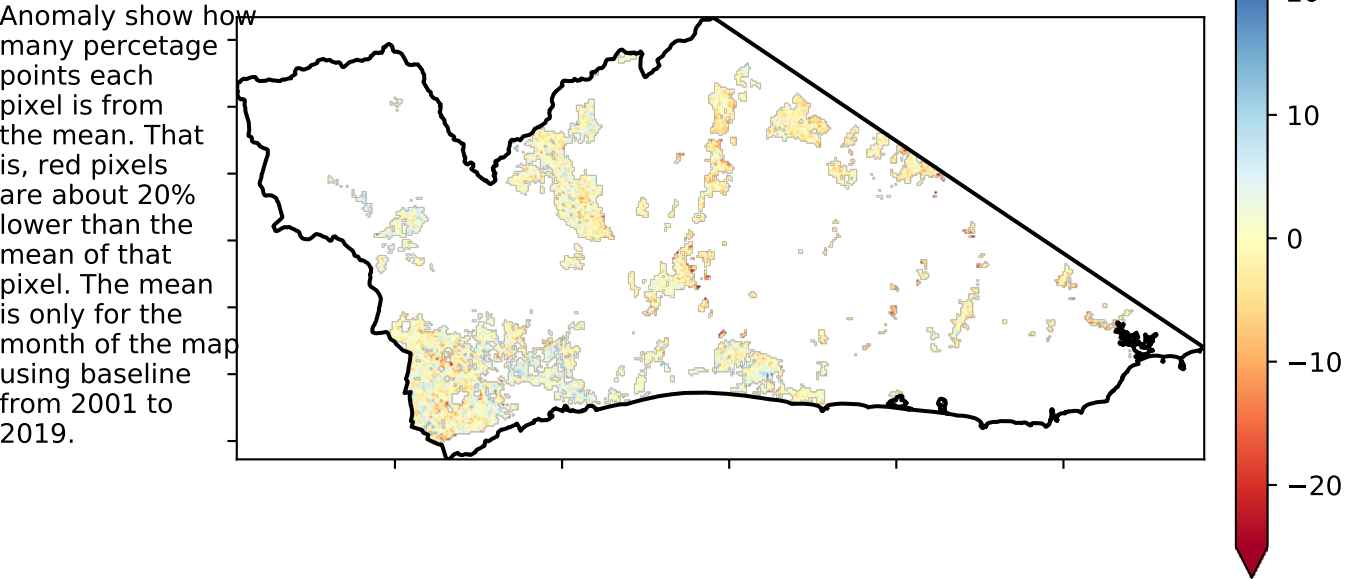 Anomaly show how
many percetage
points each
pixel is from
the mean. That
is, red pixels
are about 20%
lower than the
mean of that
pixel. The mean
is only for the
month of the map
using baseline
from 2001 to
2019.
10
0
−10
−20